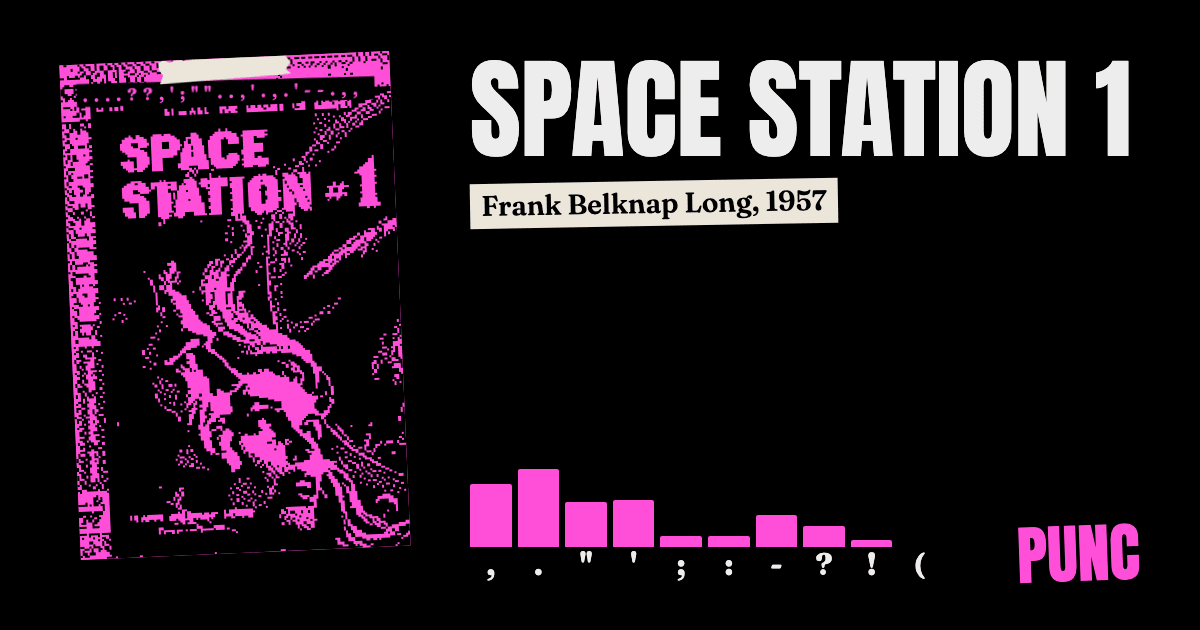 ...??,';""..,'.,.'--.,,
SPACE
STATION #1
SPACE STATION 1
Frank Belknap Long, 1957
, . " ' ; : - ? ! (
PUNC